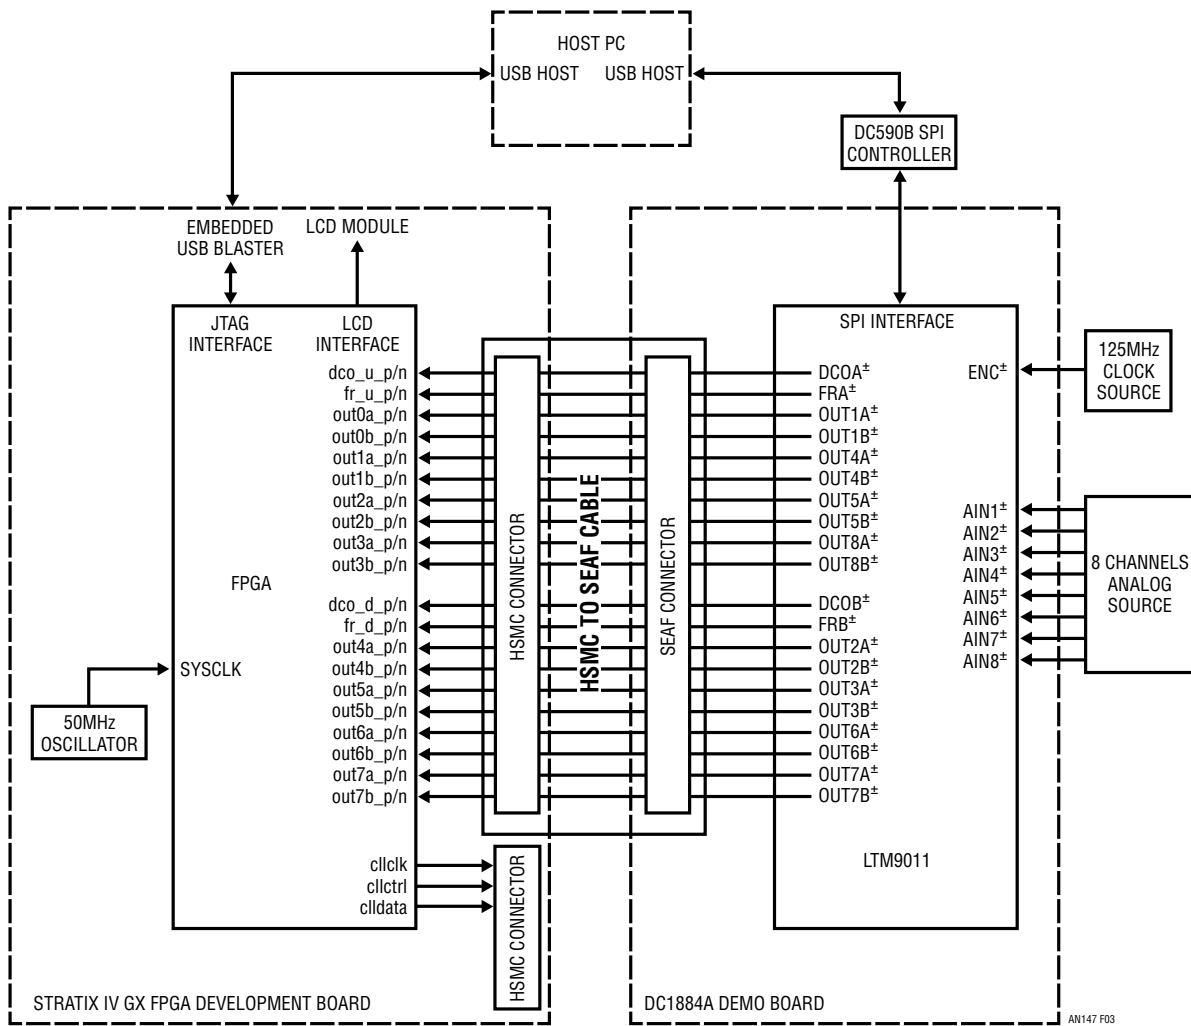 HOST PC
USB HOST USB HOST
DC590B SPI
CONTROLLER
EMBEDDED
USB BLASTER
LCD MODULE
JTAG
INTERFACE
LCD
INTERFACE
dco_u_p/n
fr_u_p/n
out0a_p/n
out0b_p/n
out1a_p/n
out1b_p/n
out2a_p/n
out2b_p/n
out3a_p/n
out3b_p/n
FPGA
dco_d_p/n
fr_d_p/n
out4a_p/n
out4b_p/n
out5a_p/n
out5b_p/n
out6a_p/n
out6b_p/n
out7a_p/n
out7b_p/n
SYSCLK
50MHz
OSCILLATOR
cllclk
cllctrl
clldata
HSMC CONNECTOR
HSMC CONNECTOR
STRATIX IV GX FPGA DEVELOPMENT BOARD
HSMC TO SEAF CABLE
SEAF CONNECTOR
SPI INTERFACE
DCOA±
FRA±
OUT1A±
OUT1B±
OUT4A±
OUT4B±
OUT5A±
OUT5B±
OUT8A±
OUT8B±
DCOB±
FRB±
OUT2A±
OUT2B±
OUT3A±
OUT3B±
OUT6A±
OUT6B±
OUT7A±
OUT7B±
LTM9011
ENC±
125MHz
CLOCK
SOURCE
AIN1±
AIN2±
AIN3±
AIN4±
AIN5±
AIN6±
AIN7±
AIN8±
8 CHANNELS
ANALOG
SOURCE
DC1884A DEMO BOARD
AN147 F03